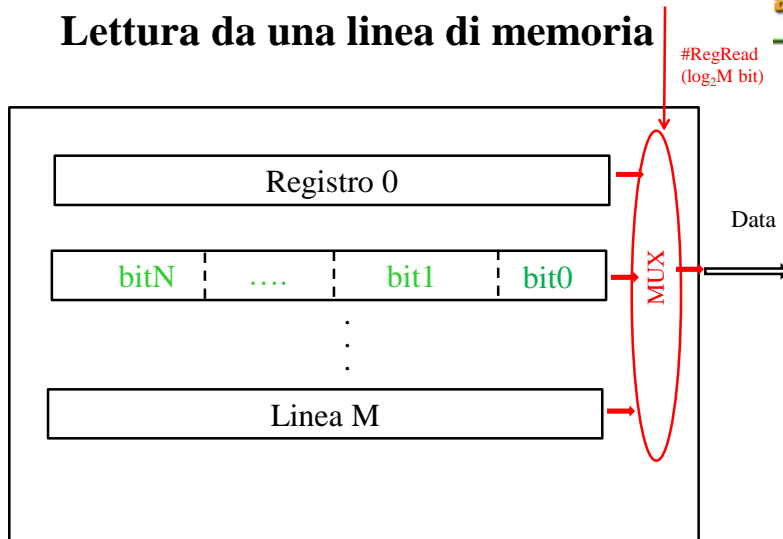 Lettura da una linea di memoria
#RegRead
(log₂M bit)
Registro 0
Data
bitN …. bit1 bit0
MUX
.
.
.
Linea M